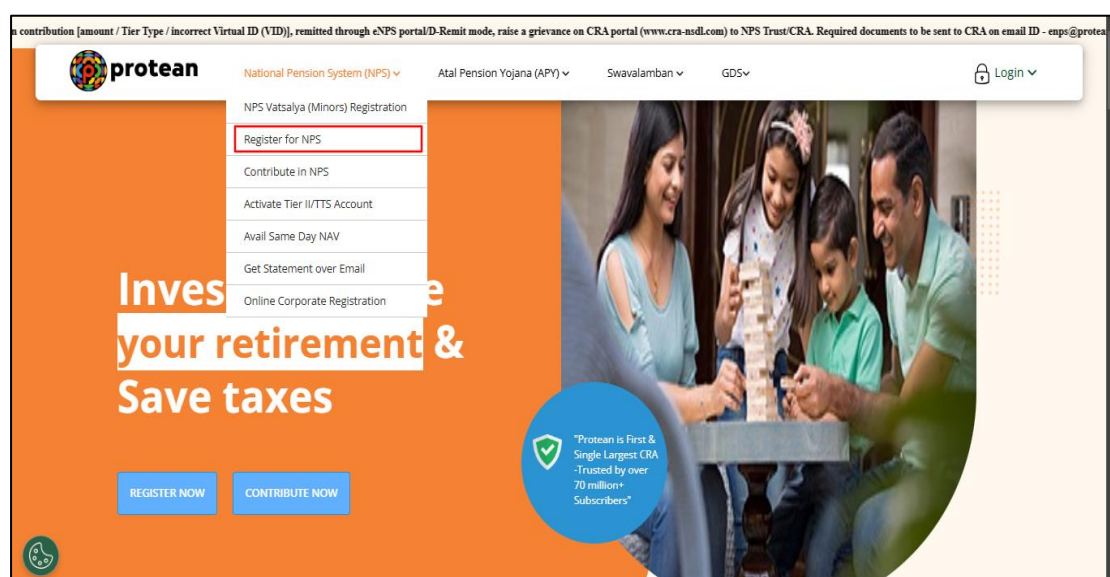 n contribution [amount / Tier Type / incorrect Virtual ID (VID)], remitted through eNPS portal/D-Remit mode, raise a grievance on CRA portal (www.cra-nsdl.com) to NPS Trust/CRA. Required documents to be sent to CRA on email ID - enps@protea
protean
National Pension System (NPS)
Atal Pension Yojana (APY)
Swavalamban
GDS
Login
NPS Vatsalya (Minors) Registration
Register for NPS
Contribute in NPS
Activate Tier II/TTS Account
Avail Same Day NAV
Get Statement over Email
Online Corporate Registration
Inves e
your retirement &
Save taxes
REGISTER NOW
CONTRIBUTE NOW
"Protean is First &
Single Largest CRA
-Trusted by over
70 million+
Subscribers"